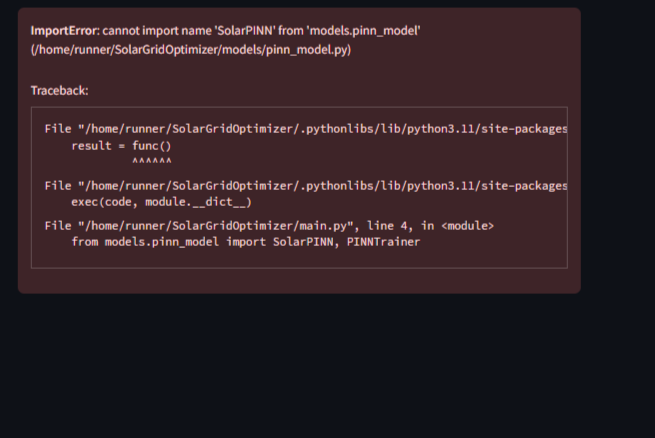 ImportError: cannot import name 'SolarPINN' from 'models.pinn_model'
(/home/runner/SolarGridOptimizer/models/pinn_model.py)
Traceback:
File "/home/runner/SolarGridOptimizer/.pythonlibs/lib/python3.11/site-packages
result = func()
^^^^^^
File "/home/runner/SolarGridOptimizer/.pythonlibs/lib/python3.11/site-packages
exec(code, module.__dict__)
File "/home/runner/SolarGridOptimizer/main.py", line 4, in <module>
from models.pinn_model import SolarPINN, PINNTrainer